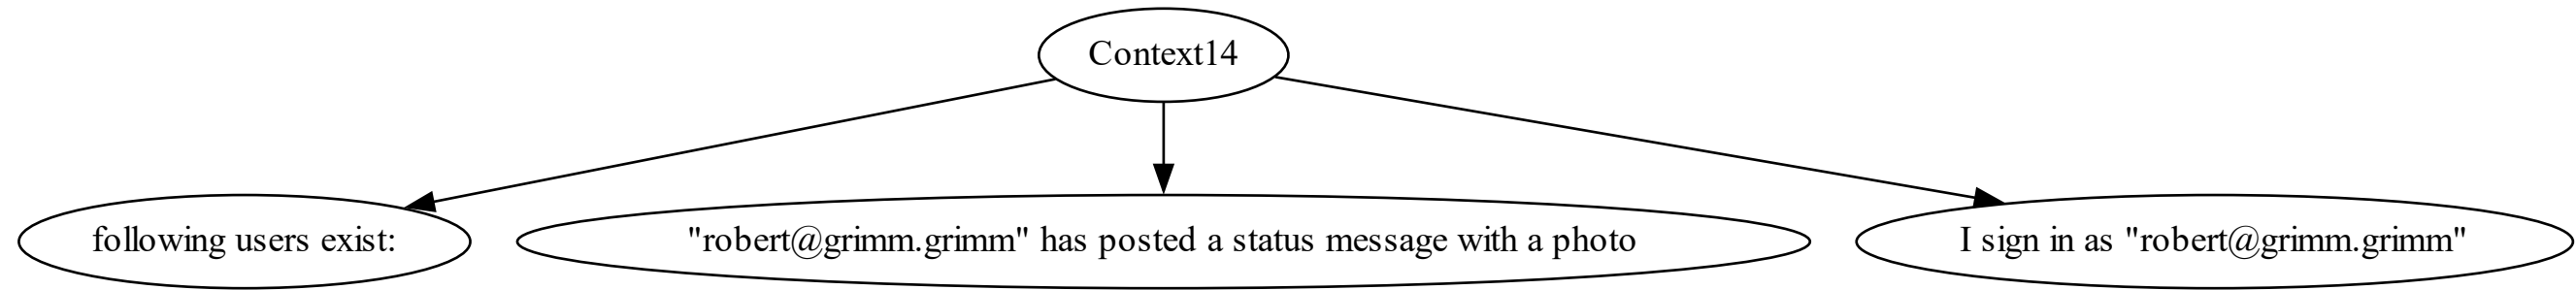 Context14
following users exist:
"robert@grimm.grimm" has posted a status message with a photo
I sign in as "robert@grimm.grimm"